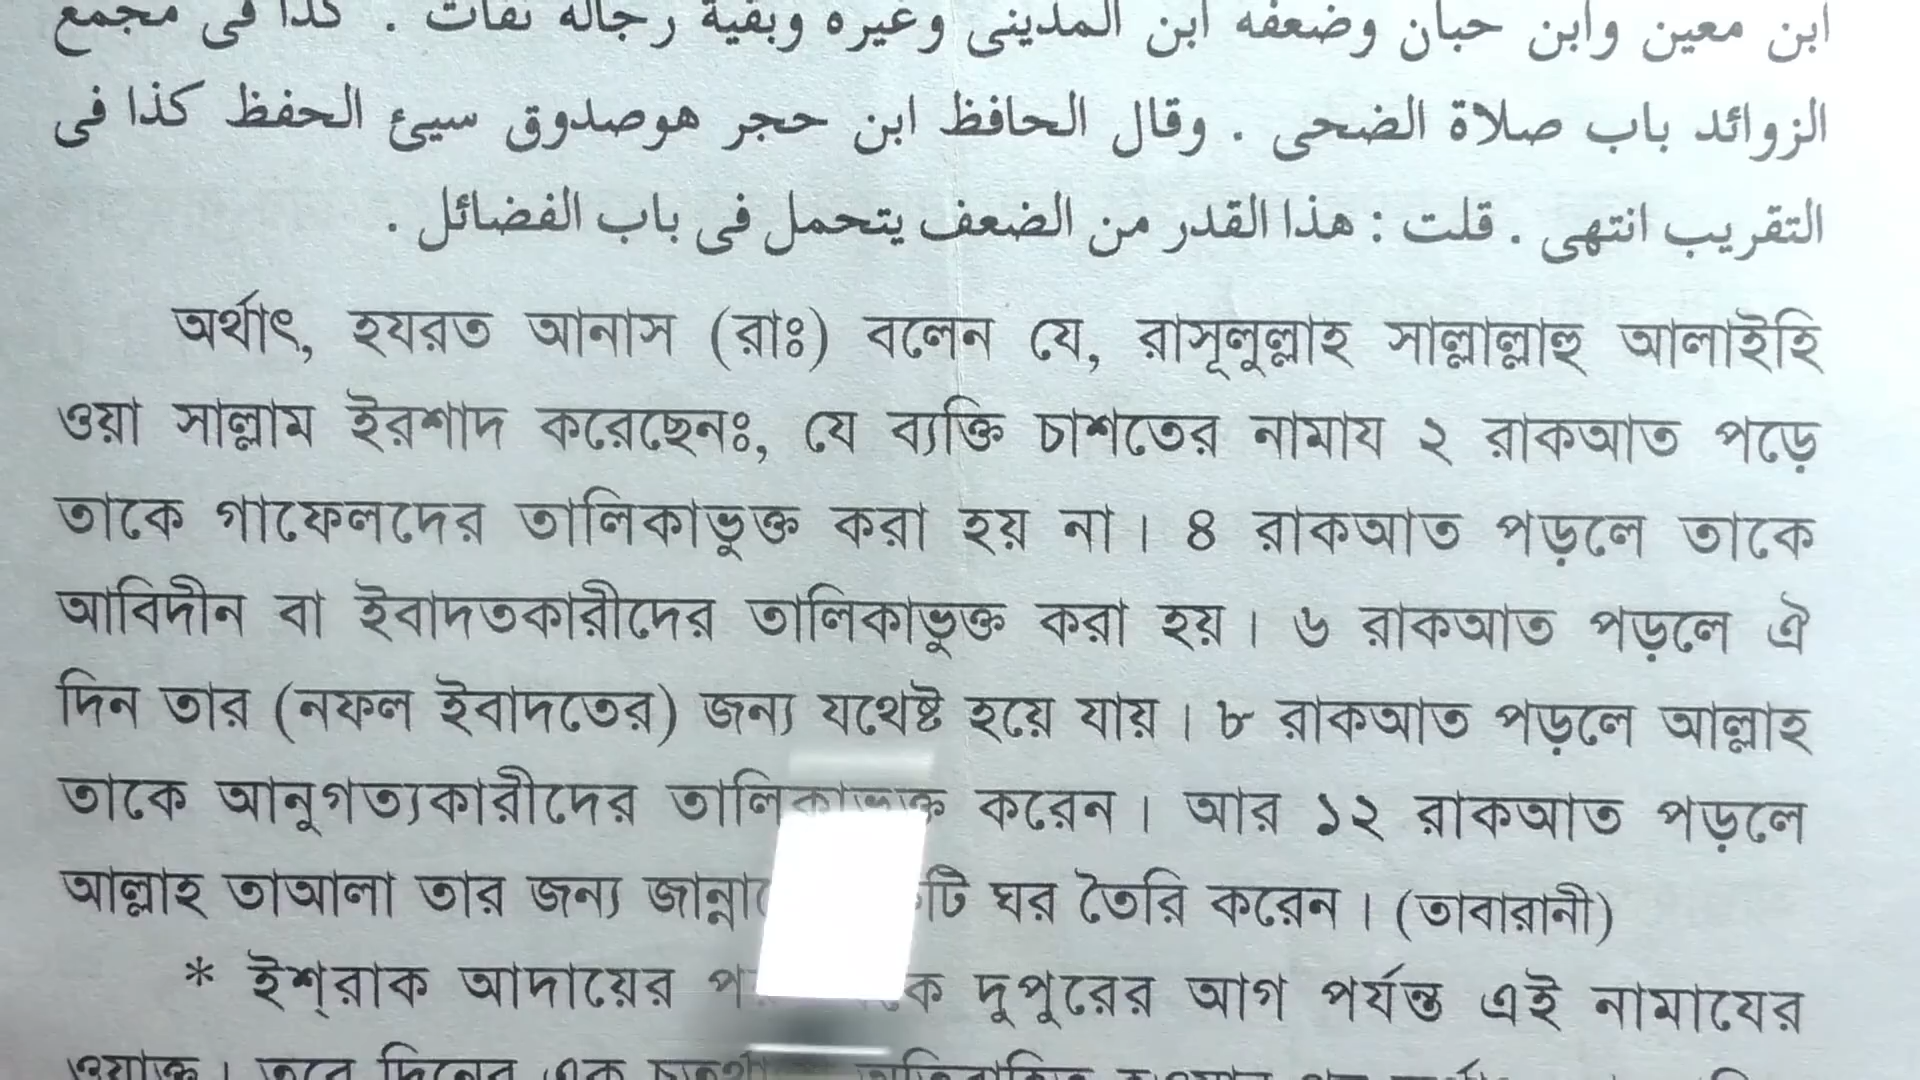 ابن معين وابن حبان وضعفه ابن المدينى وغيره وبقية رجاله ثقات . كذا فى مجمع
الزوائد باب صلاة الضحى . وقال الحافظ ابن حجر هوصدوق سيئ الحفظ كذا فى
التقريب انتهى . قلت : هذا القدر من الضعف يتحمل فى باب الفضائل .
অর্থাৎ, হযরত আনাস (রাঃ) বলেন যে, রাসূলুল্লাহ সাল্লাল্লাহু আলাইহি
ওয়া সাল্লাম ইরশাদ করেছেনঃ, যে ব্যক্তি চাশতের নামায ২ রাকআত পড়ে
তাকে গাফেলদের তালিকাভুক্ত করা হয় না। ৪ রাকআত পড়লে তাকে
আবিদীন বা ইবাদতকারীদের তালিকাভুক্ত করা হয়। ৬ রাকআত পড়লে ঐ
দিন তার (নফল ইবাদতের) জন্য যথেষ্ট হয়ে যায়। ৮ রাকআত পড়লে আল্লাহ
তাকে আনুগত্যকারীদের তালিকাভুক্ত করেন। আর ১২ রাকআত পড়লে
আল্লাহ তাআলা তার জন্য ঘর তৈরি করেন। (তাবারানী)
* ইশ্‌রাক আদায়ের দুপুরের আগ পর্যন্ত এই নামাযের
ওয়াক্ত। তবে দিনের এক